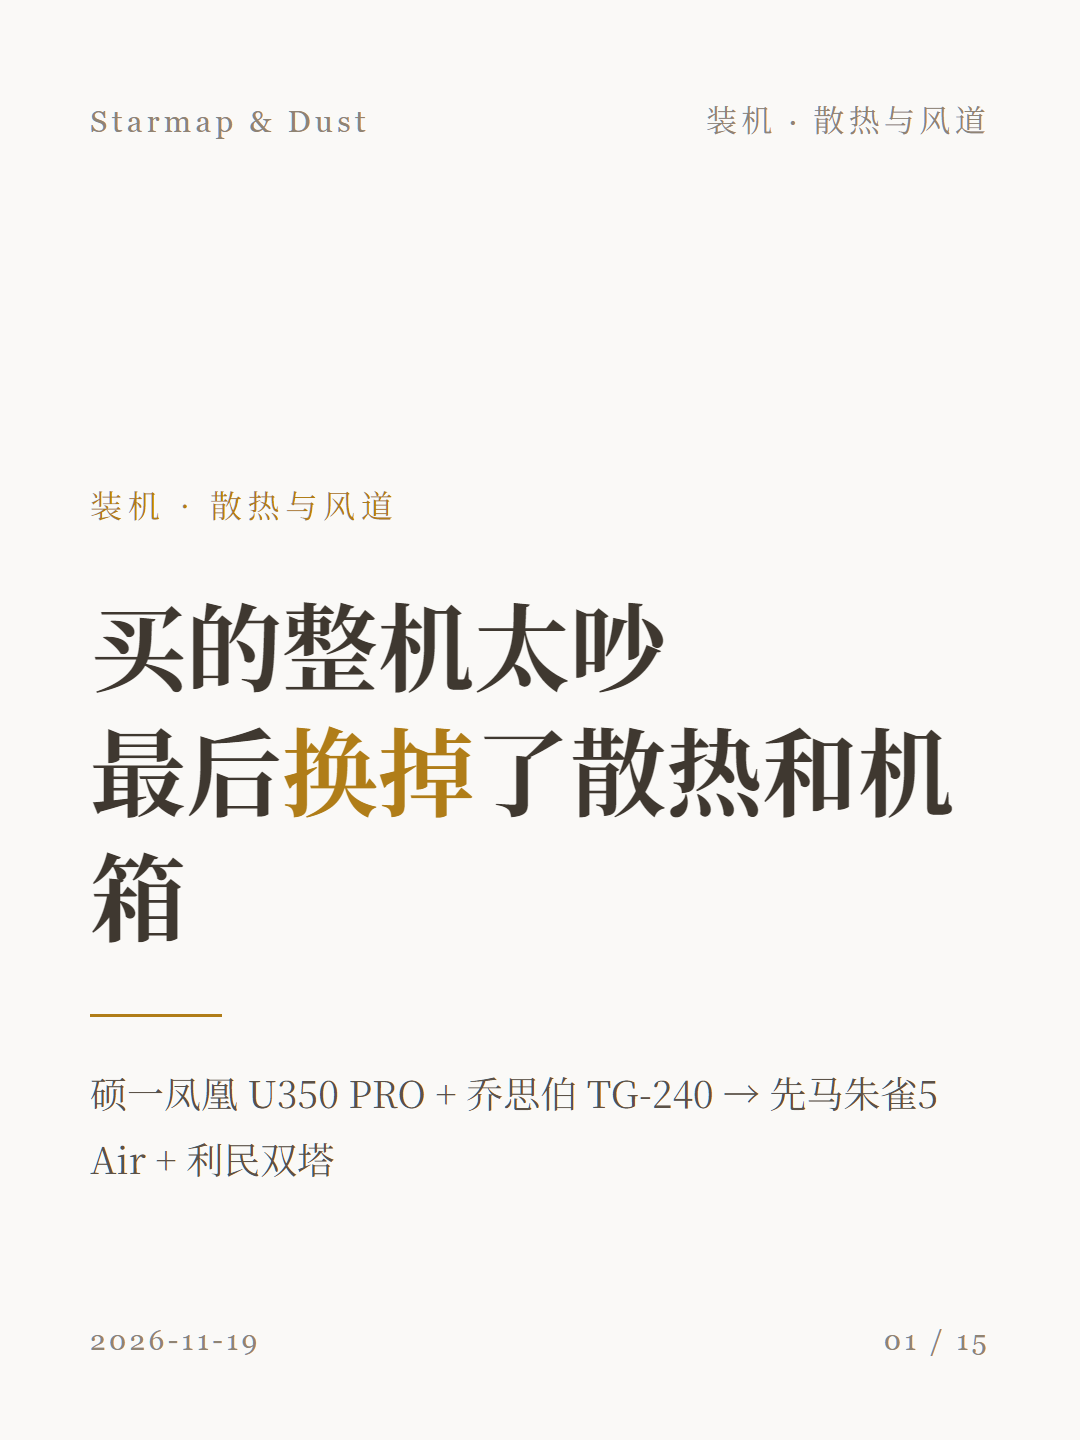 Starmap & Dust
装机 · 散热与风道
装机 · 散热与风道
买的整机太吵
最后换掉了散热和机
箱
硕一凤凰 U350 PRO + 乔思伯 TG-240 → 先马朱雀5
Air + 利民双塔
2026-11-19
01 / 15